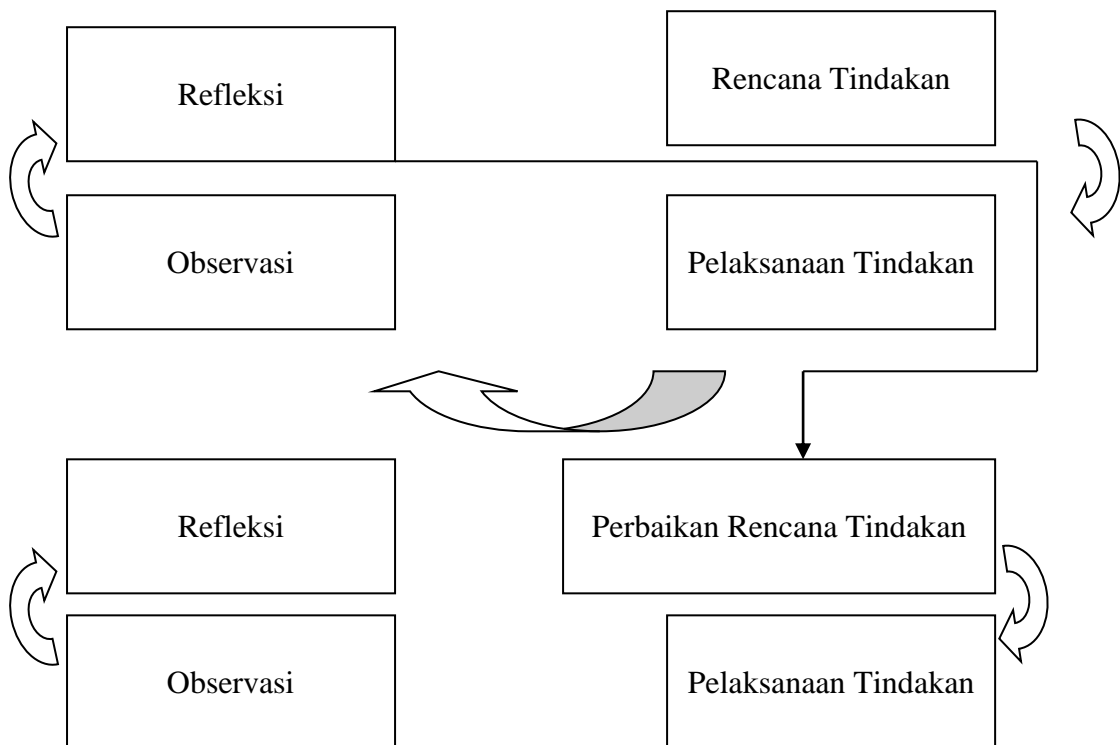 Refleksi
Rencana Tindakan
Observasi
Pelaksanaan Tindakan
Refleksi
Perbaikan Rencana Tindakan
Observasi
Pelaksanaan Tindakan